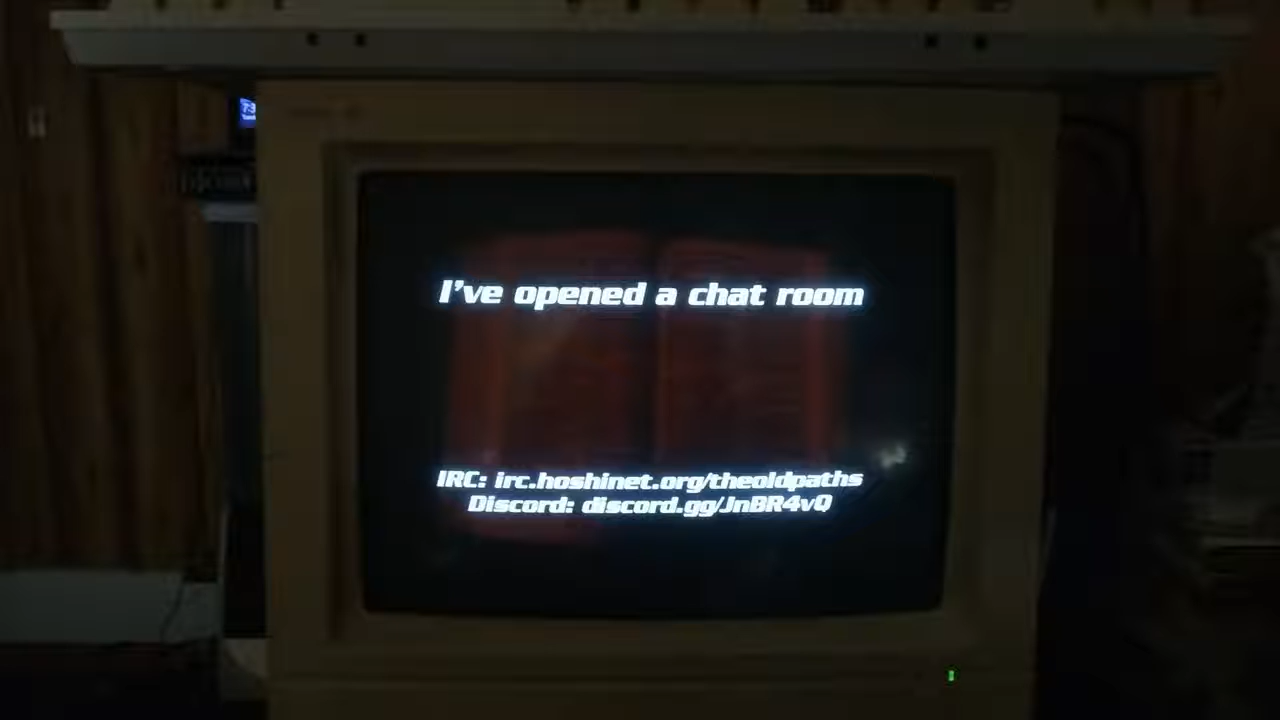 I've opened a chat room
IRC: irc.hoshinet.org/theoldpaths
Discord: discord.gg/JnBR4vQ